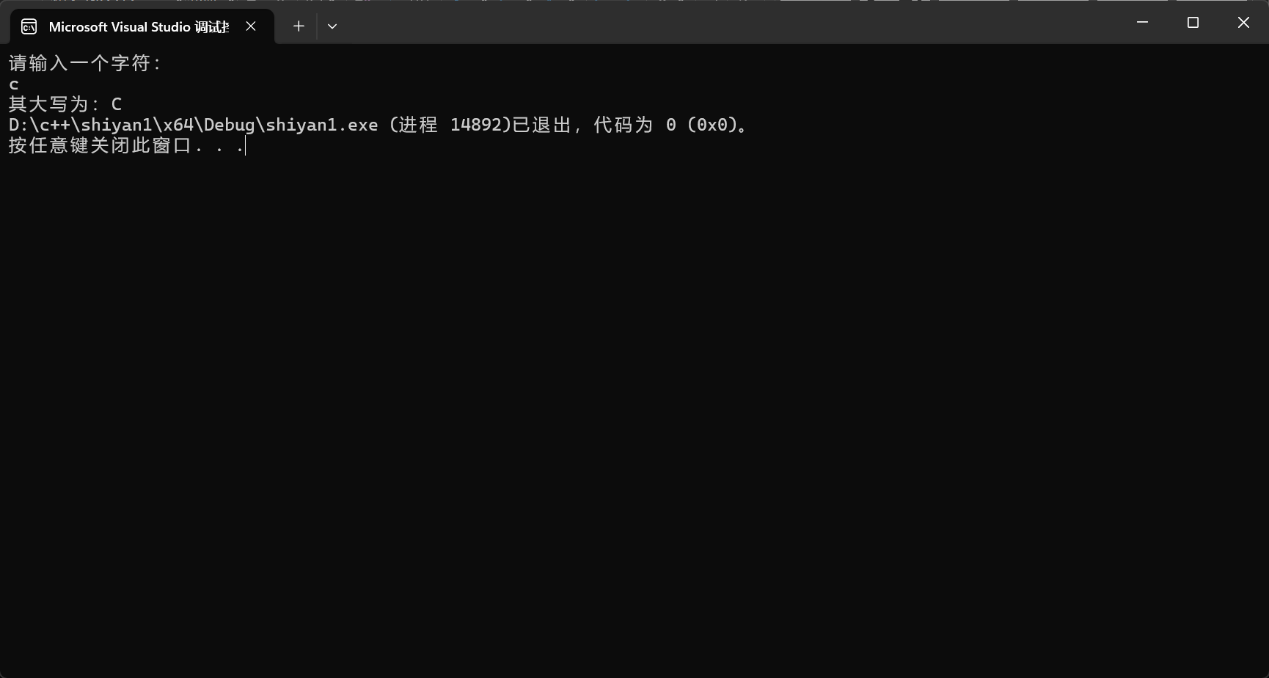 Microsoft Visual Studio 调试
请输入一个字符：
c
其大写为：C
D:\c++\shiyan1\x64\Debug\shiyan1.exe (进程 14892)已退出，代码为 0 (0x0)。
按任意键关闭此窗口. . .